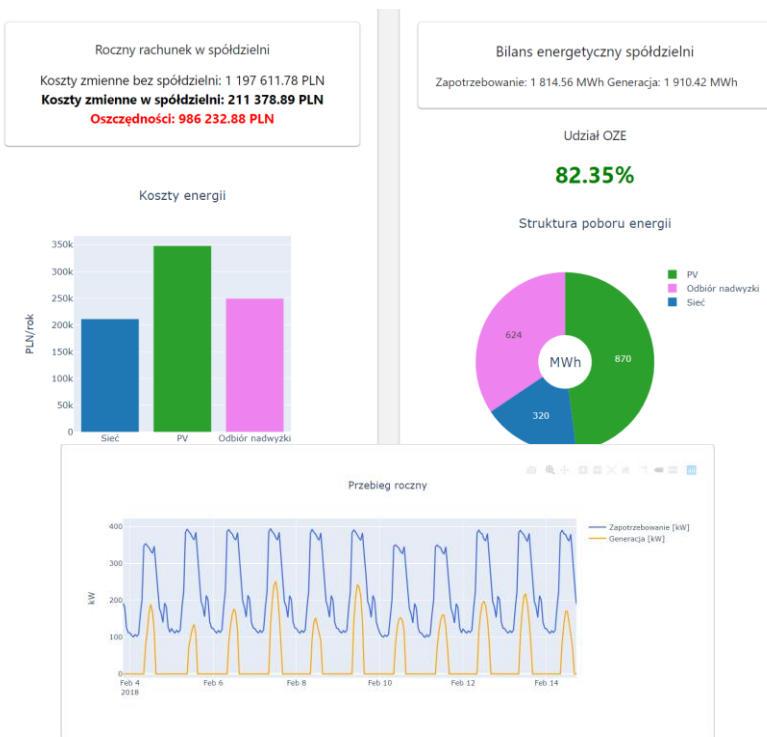 Roczny rachunek w spółdzielni
Koszty zmienne bez spółdzielni: 1 197 611.78 PLN
Koszty zmienne w spółdzielni: 211 378.89 PLN
Oszczędności: 986 232.88 PLN
Koszty energii
350k
300k
250k
200k
150k
100k
50k
0
PLN/rok
Sieć
PV
Odbiór nadwyżki
Bilans energetyczny spółdzielni
Zapotrzebowanie: 1 814.56 MWh Generacja: 1 910.42 MWh
Udział OZE
82.35%
Struktura poboru energii
PV
Odbiór nadwyzki
Sieć
624
870
MWh
320
Przebieg roczny
400
300
200
100
0
kW
Feb 4
2018
Feb 6
Feb 8
Feb 10
Feb 12
Feb 14
Zapotrzebowanie [kW]
Generacja [kW]